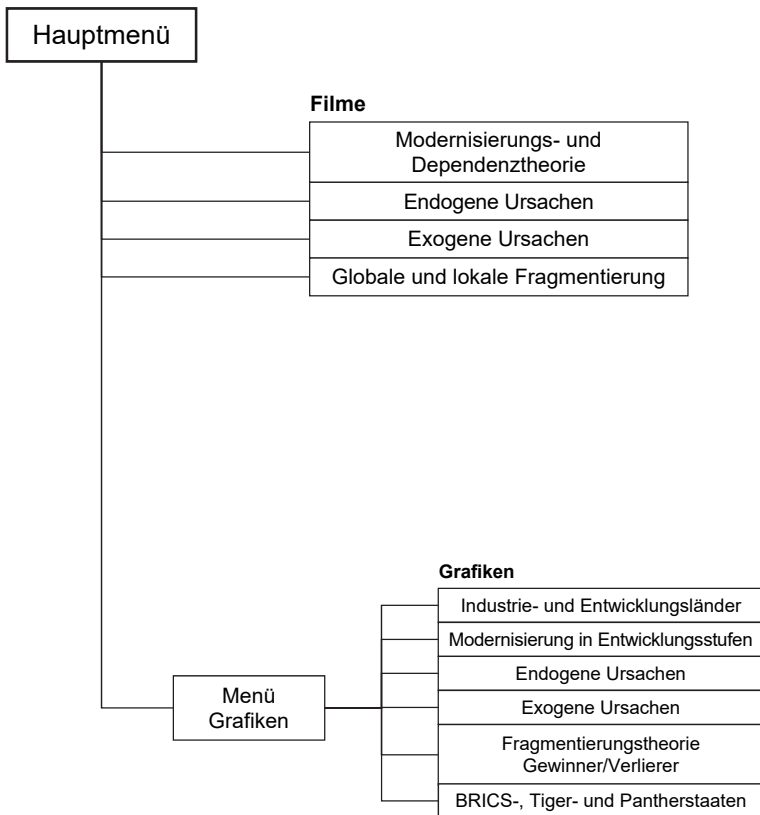 Hauptmenü
Filme
Modernisierungs- und
Dependenztheorie
Endogene Ursachen
Exogene Ursachen
Globale und lokale Fragmentierung
Grafiken
Industrie- und Entwicklungsländer
Modernisierung in Entwicklungsstufen
Endogene Ursachen
Menü
Grafiken
Exogene Ursachen
Fragmentierungstheorie
Gewinner/Verlierer
BRICS-, Tiger- und Pantherstaaten